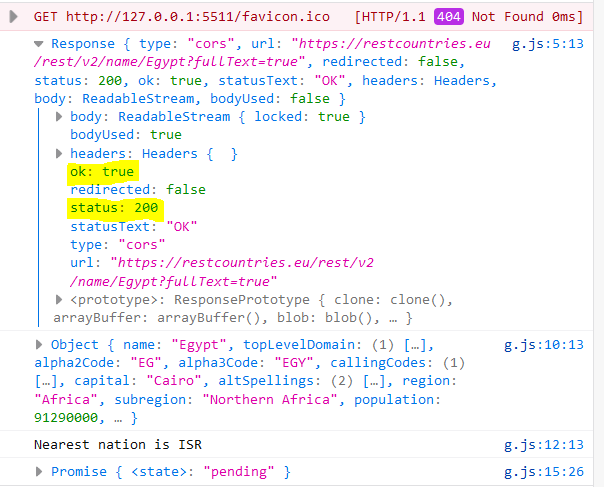 GET http://127.0.0.1:5511/favicon.ico [HTTP/1.1 404 Not Found 0ms]
Response { type: "cors", url: "https://restcountries.eu g.js:5:13
/rest/v2/name/Egypt?fullText=true", redirected: false,
status: 200, ok: true, statusText: "OK", headers: Headers,
body: ReadableStream, bodyUsed: false }
body: ReadableStream { locked: true }
bodyUsed: true
headers: Headers { }
ok: true
redirected: false
status: 200
statusText: "OK"
type: "cors"
url: "https://restcountries.eu/rest/v2
/name/Egypt?fullText=true"
<prototype>: ResponsePrototype { clone: clone(),
arrayBuffer: arrayBuffer(), blob: blob(), … }
Object { name: "Egypt", topLevelDomain: (1) […], g.js:10:13
alpha2Code: "EG", alpha3Code: "EGY", callingCodes: (1)
[…], capital: "Cairo", altSpellings: (2) […], region:
"Africa", subregion: "Northern Africa", population:
91290000, … }
Nearest nation is ISR g.js:12:13
Promise { <state>: "pending" } g.js:15:26